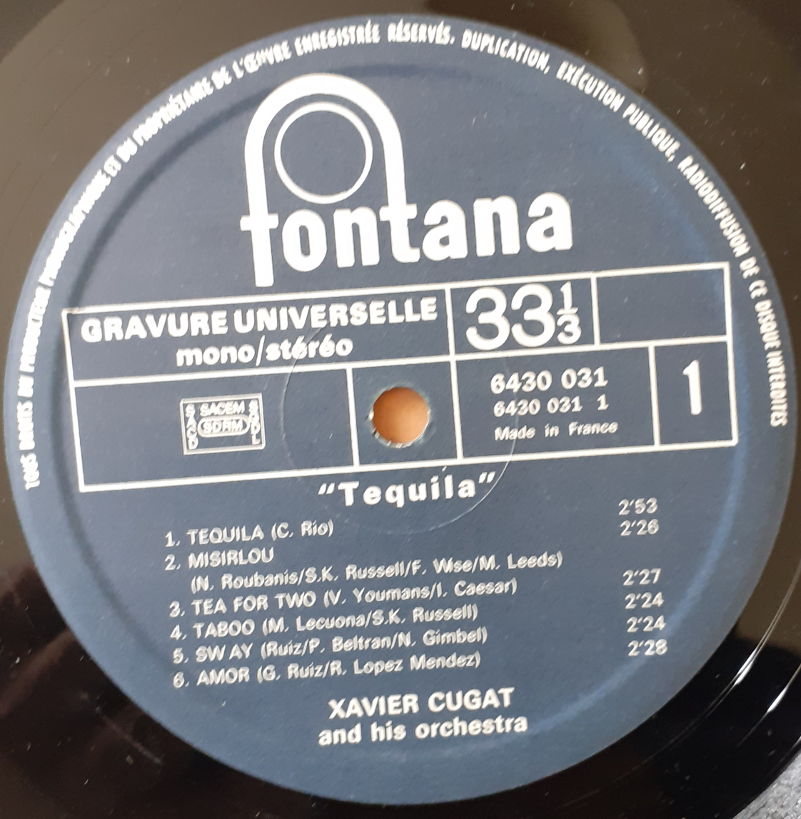 TOUS DROITS DU PRODUCTEUR PHONOGRAPHIQUE ET DU PROPRIÉTAIRE DE L'ŒUVRE ENREGISTRÉE RÉSERVÉS. DUPLICATION, EXÉCUTION PUBLIQUE, RADIODIFFUSION DE CE DISQUE INTERDITES
fontana
GRAVURE UNIVERSELLE
mono/stéréo
33 1/3
SACEM
SACD
SDRM
SGDL
6430 031
6430 031 1
Made in France
1
"Tequila"
1. TEQUILA (C. Rio) 2'53
2. MISIRLOU 2'26
(N. Roubanis/S.K. Russell/F. Wise/M. Leeds)
3. TEA FOR TWO (V. Youmans/I. Caesar) 2'27
4. TABOO (M. Lecuona/S.K. Russell) 2'24
5. SWAY (Ruiz/P. Beltran/N. Gimbel) 2'24
6. AMOR (G. Ruiz/R. Lopez Mendez) 2'28
XAVIER CUGAT
and his orchestra